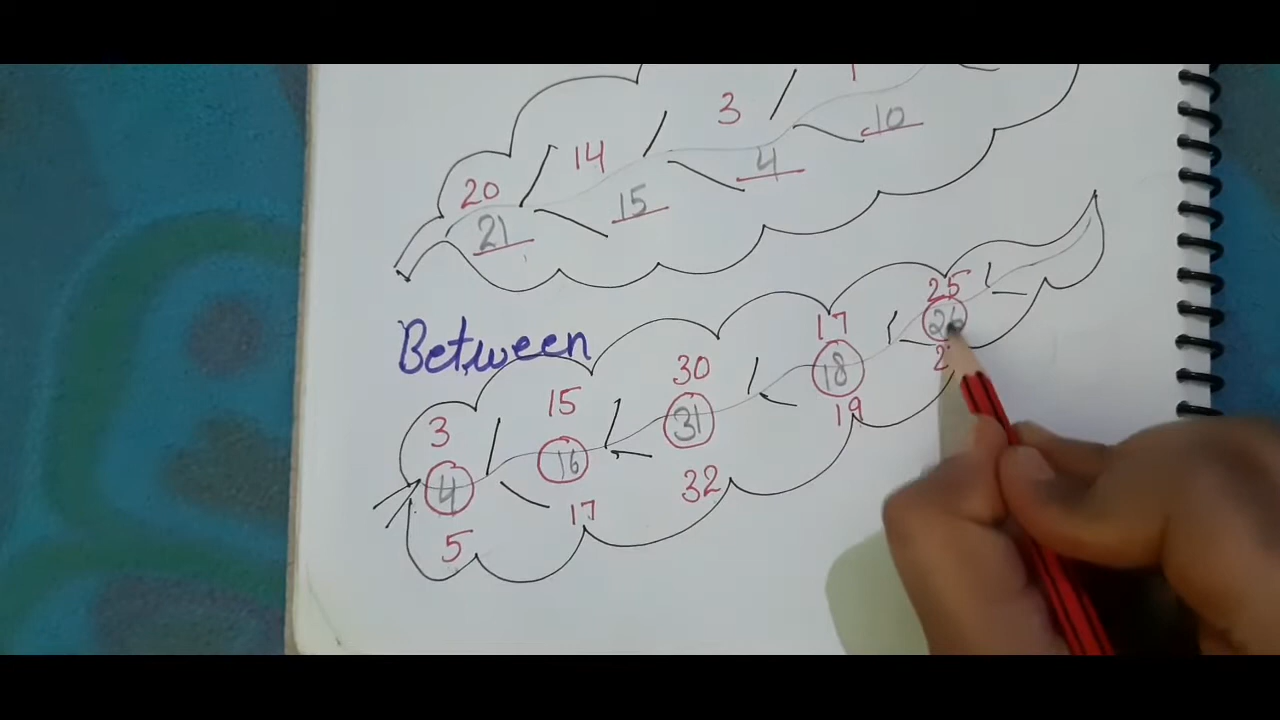 20 14 3
21 15 4 10
Between
3 15 30 17 25
4 16 31 18 26
5 17 32 19